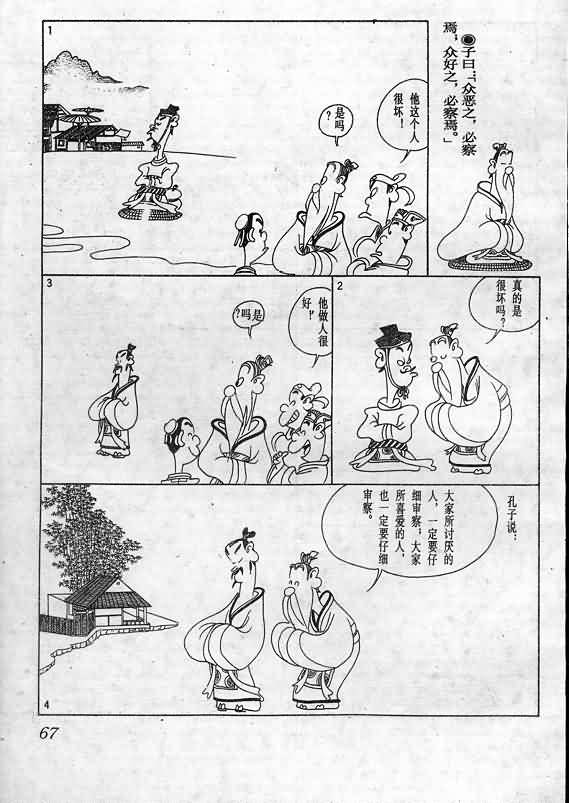 ◉子曰：「众恶之，必察
焉；众好之，必察焉。」
1
他这个人
很坏！
是吗？
2
真的是
很坏吗？
3
他做人很
好！
是吗？
孔子说：
大家所讨厌的
人，一定要仔
细审察；大家
所喜爱的人，
也一定要仔细
审察。
4
67